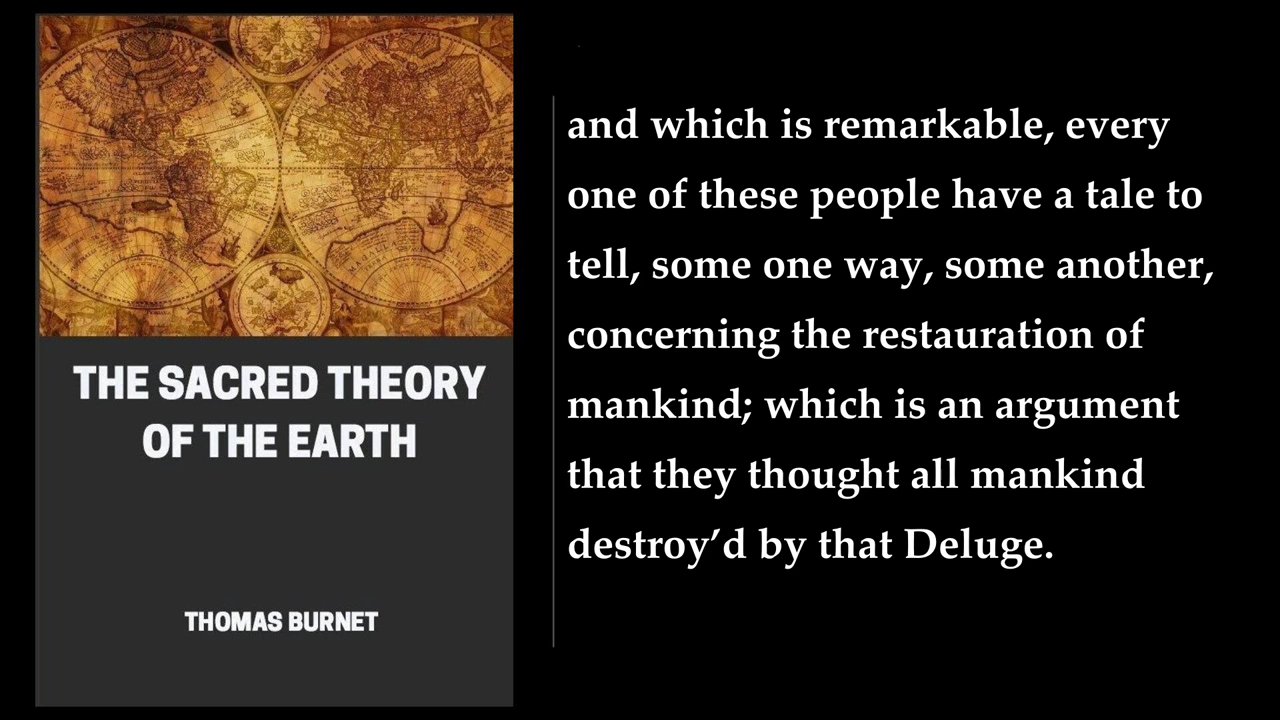 THE SACRED THEORY
OF THE EARTH
THOMAS BURNET
and which is remarkable, every
one of these people have a tale to
tell, some one way, some another,
concerning the restauration of
mankind; which is an argument
that they thought all mankind
destroy’d by that Deluge.